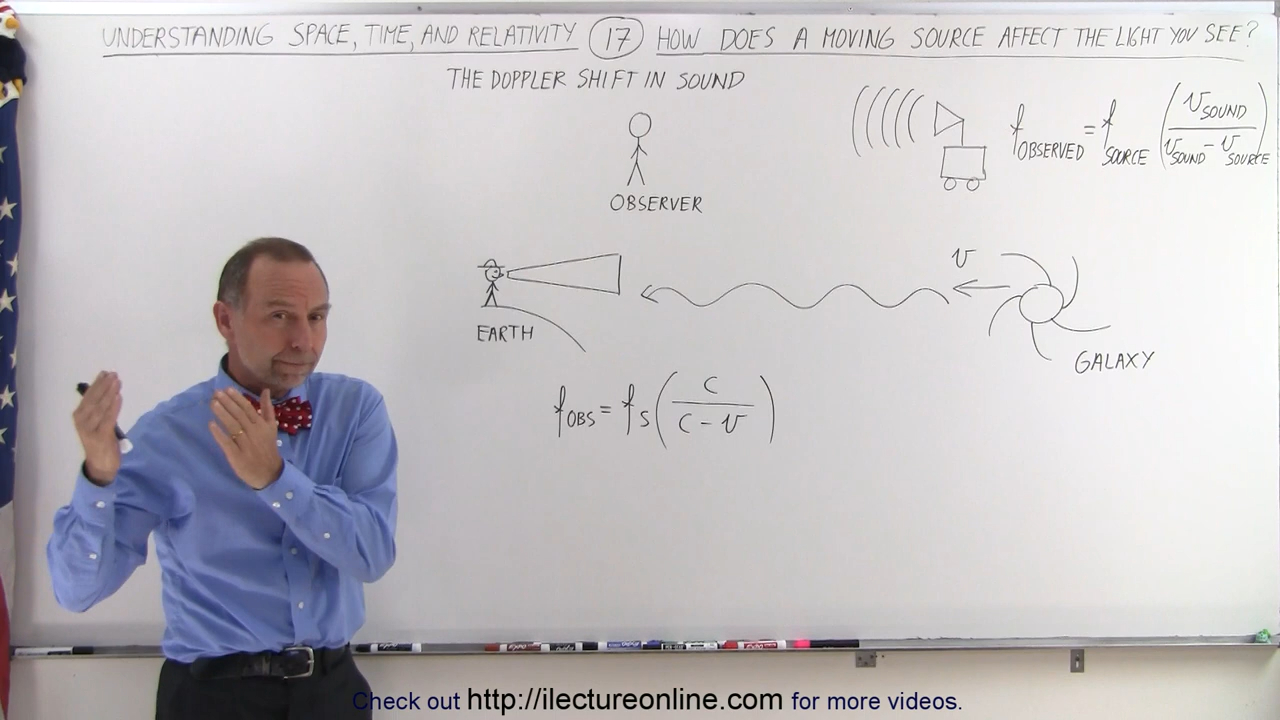 UNDERSTANDING SPACE, TIME, AND RELATIVITY 17 HOW DOES A MOVING SOURCE AFFECT THE LIGHT YOU SEE?
THE DOPPLER SHIFT IN SOUND
f OBSERVED = f SOURCE (v SOUND / v SOUND - v SOURCE)
OBSERVER
v
EARTH
GALAXY
f OBS = f S (C / C - v)
Check out http://ilectureonline.com for more videos.